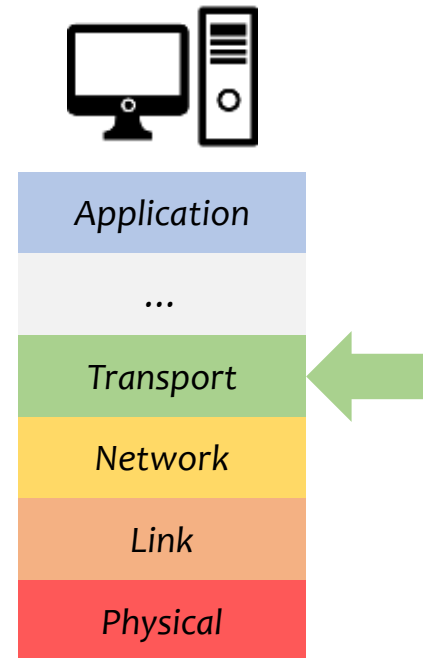 Application
...
Transport
Network
Link
Physical